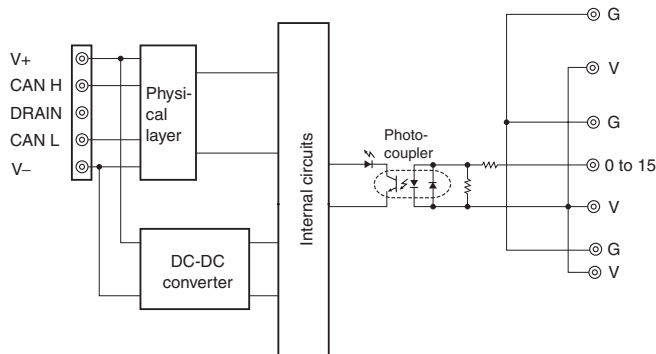 V+
CAN H
DRAIN
CAN L
V–
Physi-
cal
layer
DC-DC
converter
Internal circuits
Photo-
coupler
G
V
G
0 to 15
V
G
V